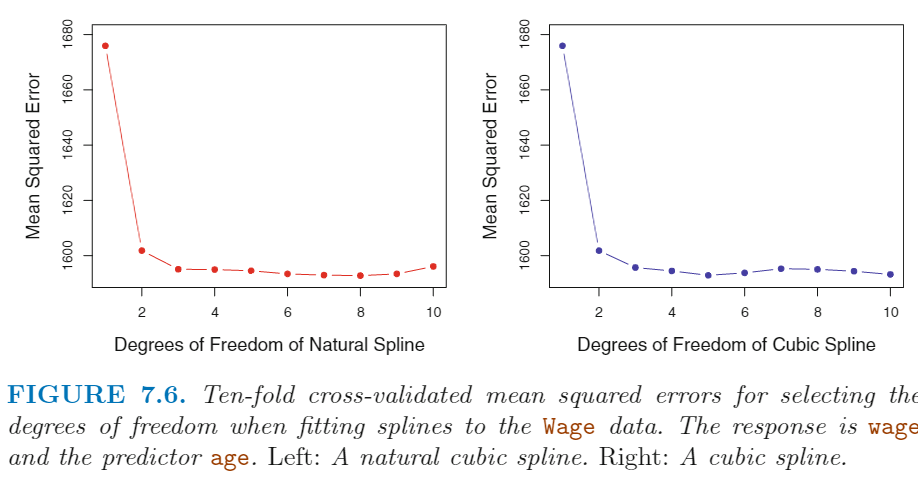 Mean Squared Error
1600 1620 1640 1660 1680
2 4 6 8 10
Degrees of Freedom of Natural Spline
Mean Squared Error
1600 1620 1640 1660 1680
2 4 6 8 10
Degrees of Freedom of Cubic Spline
FIGURE 7.6. Ten-fold cross-validated mean squared errors for selecting the
degrees of freedom when fitting splines to the Wage data. The response is wage
and the predictor age. Left: A natural cubic spline. Right: A cubic spline.